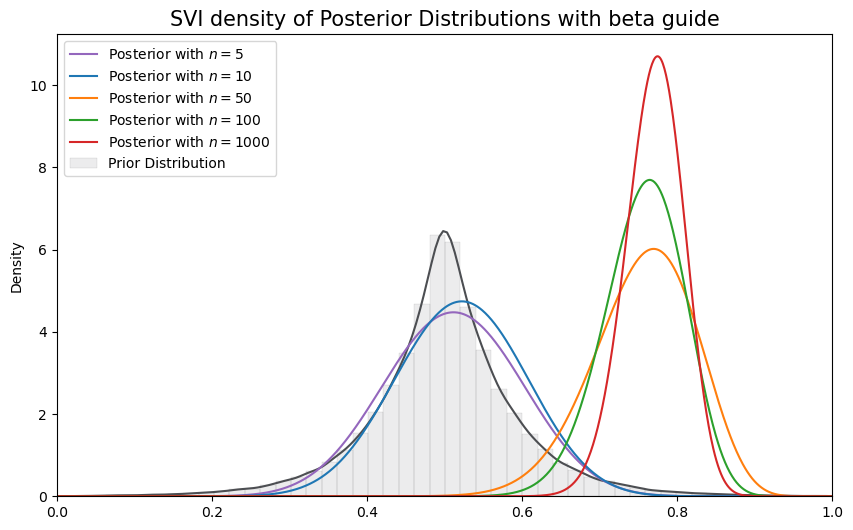 SVI density of Posterior Distributions with beta guide
Posterior with n = 5
Posterior with n = 10
Posterior with n = 50
Posterior with n = 100
Posterior with n = 1000
Prior Distribution
Density
10
8
6
4
2
0
0.0 0.2 0.4 0.6 0.8 1.0